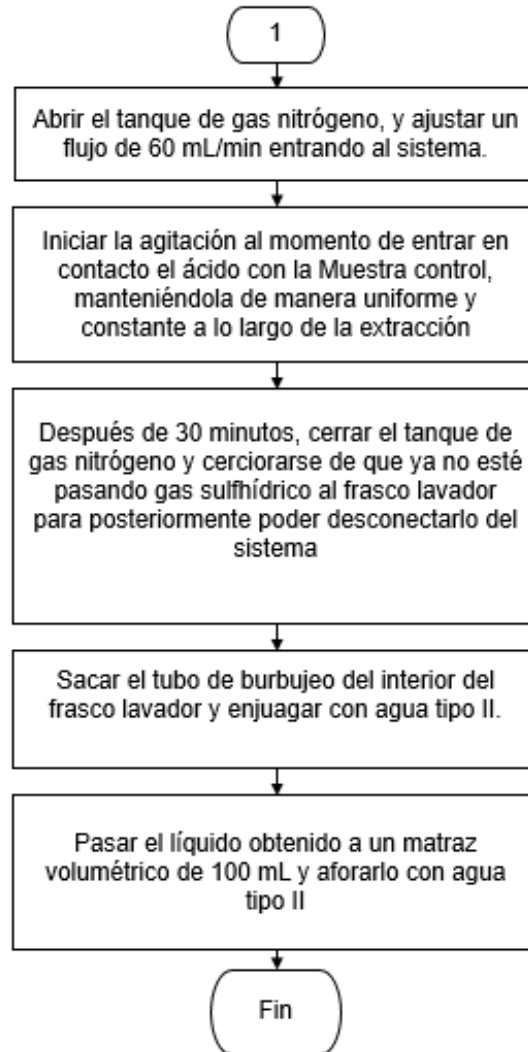 1
Abrir el tanque de gas nitrógeno, y ajustar un
flujo de 60 mL/min entrando al sistema.
Iniciar la agitación al momento de entrar en
contacto el ácido con la Muestra control,
manteniéndola de manera uniforme y
constante a lo largo de la extracción
Después de 30 minutos, cerrar el tanque de
gas nitrógeno y cerciorarse de que ya no esté
pasando gas sulfhídrico al frasco lavador
para posteriormente poder desconectarlo del
sistema
Sacar el tubo de burbujeo del interior del
frasco lavador y enjuagar con agua tipo II.
Pasar el líquido obtenido a un matraz
volumétrico de 100 mL y aforarlo con agua
tipo II
Fin